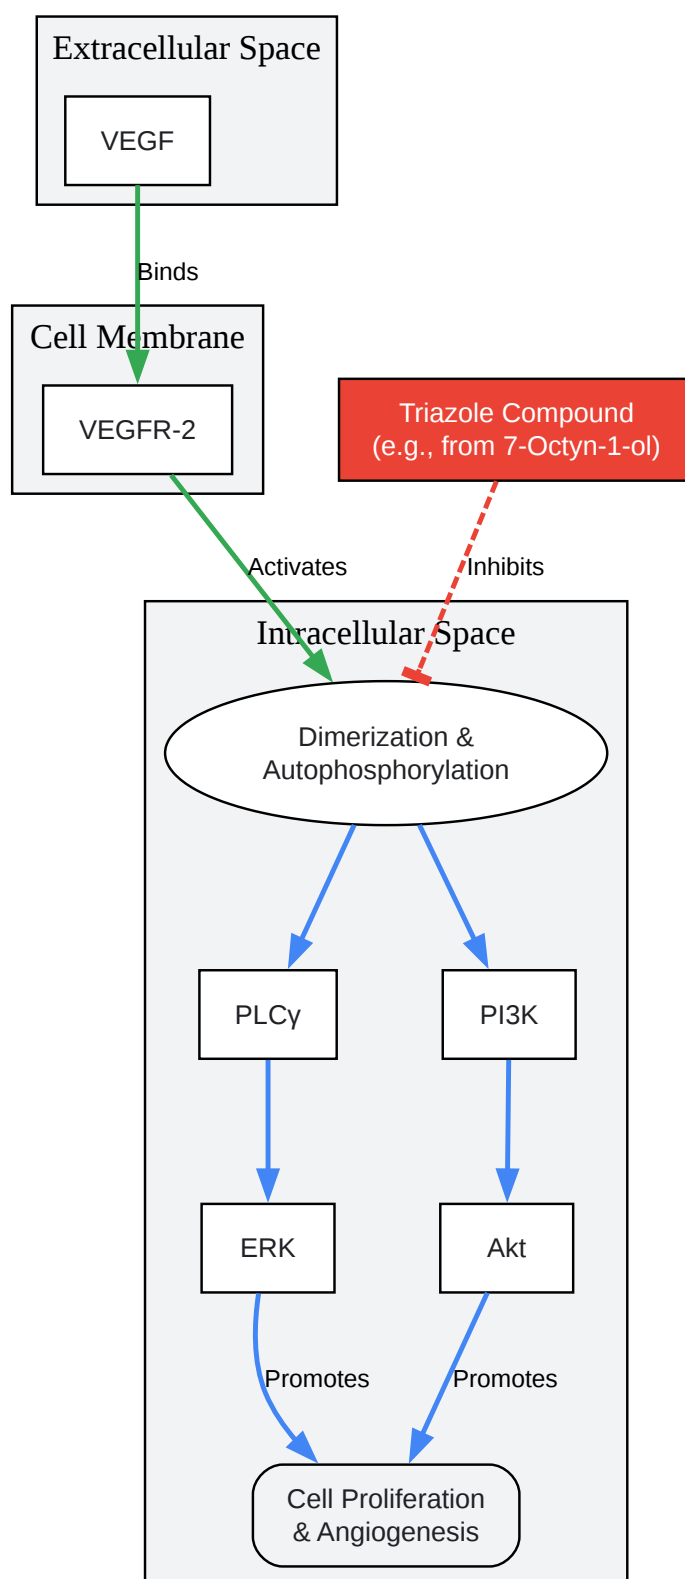 Extracellular Space
VEGF
Binds
Cell Membrane
VEGFR-2
Triazole Compound
(e.g., from 7-Octyn-1-ol)
Activates
Inhibits
Intracellular Space
Dimerization &
Autophosphorylation
PLCγ
PI3K
ERK
Akt
Promotes
Promotes
Cell Proliferation
& Angiogenesis